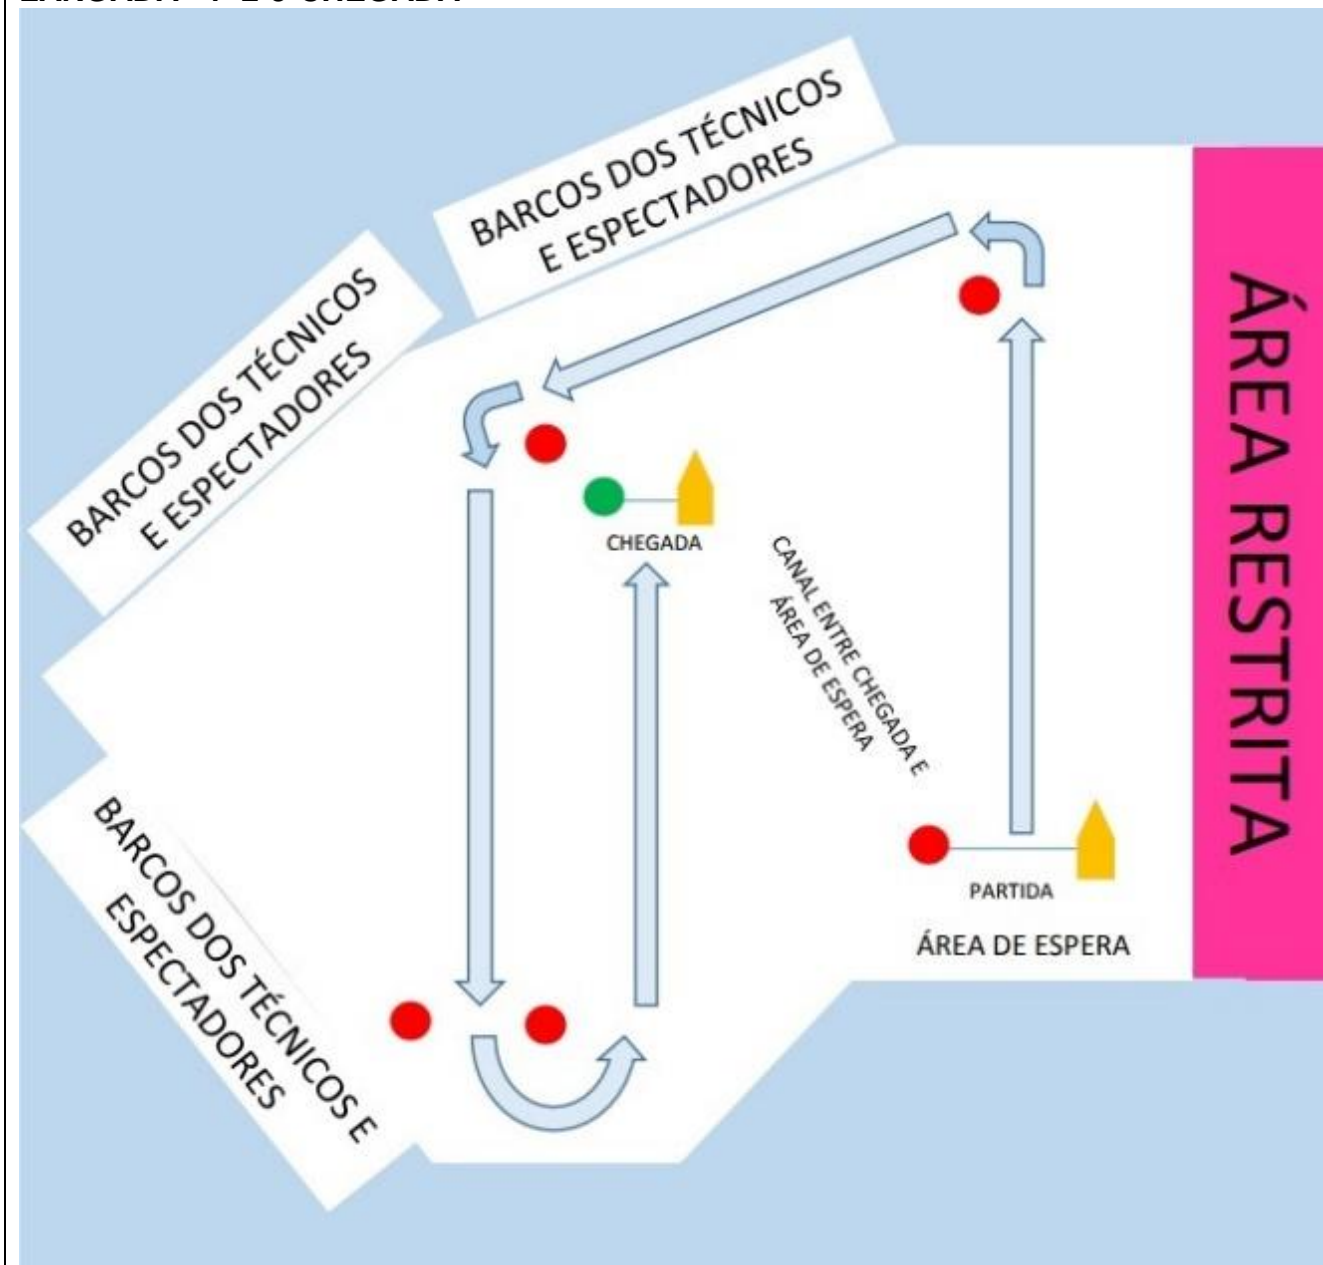 BARCOS DOS TÉCNICOS
E ESPECTADORES
BARCOS DOS TÉCNICOS
E ESPECTADORES
CHEGADA
CANAL ENTRE CHEGADA E
ÁREA DE ESPERA
ÁREA RESTRITA
PARTIDA
ÁREA DE ESPERA
BARCOS DOS TÉCNICOS E
ESPECTADORES